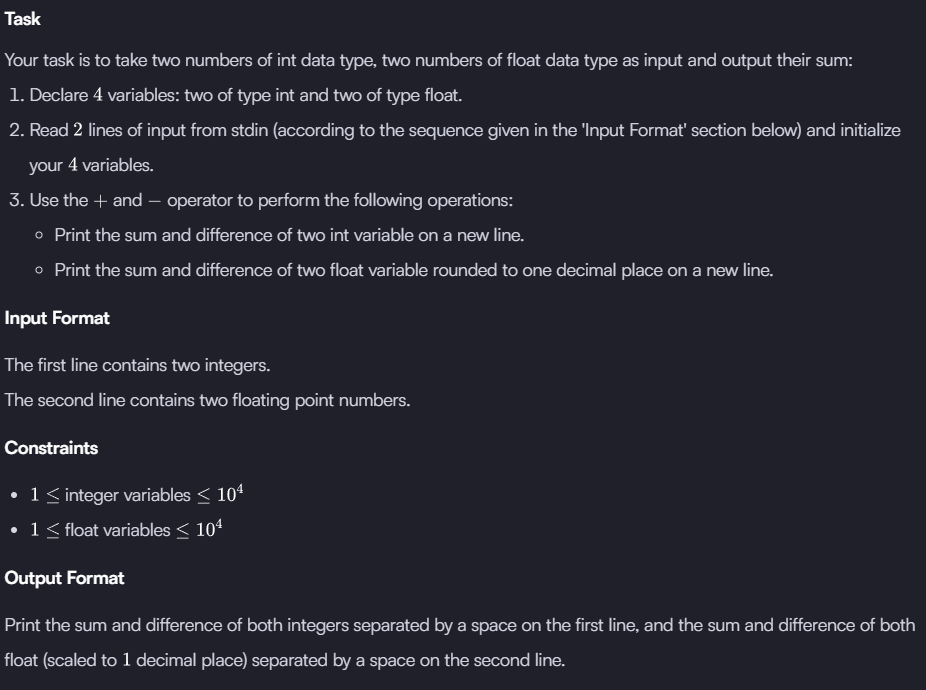 Task
Your task is to take two numbers of int data type, two numbers of float data type as input and output their sum:
1. Declare 4 variables: two of type int and two of type float.
2. Read 2 lines of input from stdin (according to the sequence given in the 'Input Format' section below) and initialize
your 4 variables.
3. Use the + and − operator to perform the following operations:
◦ Print the sum and difference of two int variable on a new line.
◦ Print the sum and difference of two float variable rounded to one decimal place on a new line.
Input Format
The first line contains two integers.
The second line contains two floating point numbers.
Constraints
• 1 ≤ integer variables ≤ 10⁴
• 1 ≤ float variables ≤ 10⁴
Output Format
Print the sum and difference of both integers separated by a space on the first line, and the sum and difference of both
float (scaled to 1 decimal place) separated by a space on the second line.